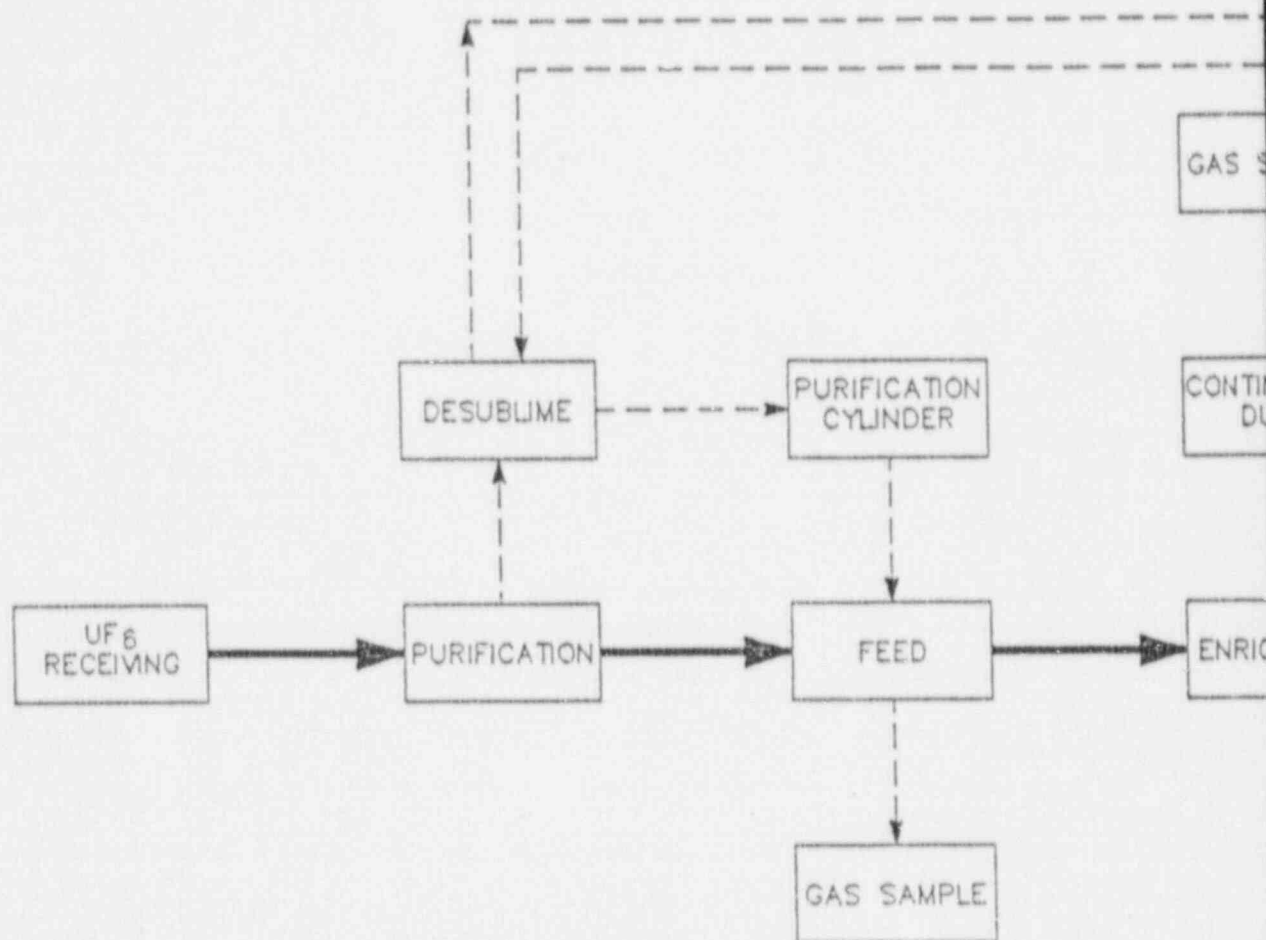 GAS S
DESUBLIME
PURIFICATION
CYLINDER
CONTIN
DU
UF6
RECEIVING
PURIFICATION
FEED
ENRIC
GAS SAMPLE